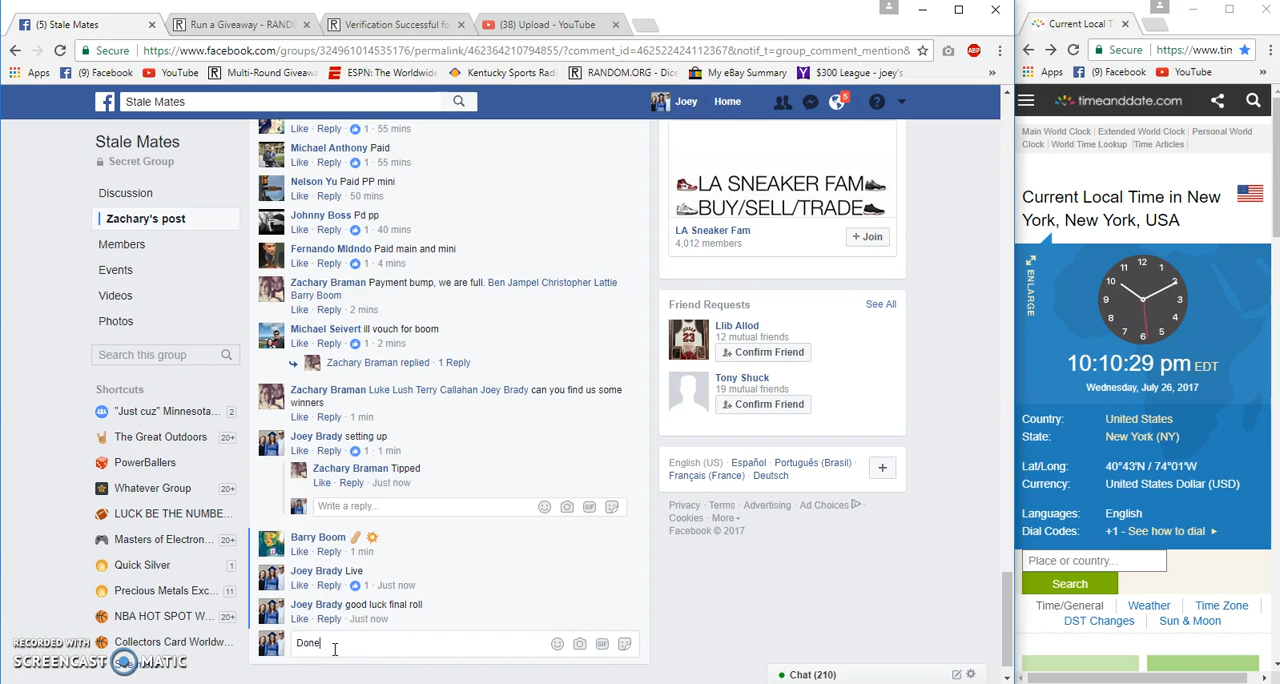 (5) Stale Mates
Run a Giveaway - RAND
Verification Successful fo
(38) Upload - YouTube
Current Local T
Secure
https://www.facebook.com/groups/324961014535176/permalink/462364210794855/?comment_id=462522424112367&notif_t=group_comment_mention&
Secure
https://www.tim
Apps
(9) Facebook
YouTube
Multi-Round Giveawa
ESPN: The Worldwide
Kentucky Sports Radi
RANDOM.ORG - Dice
My eBay Summary
$300 League - joey's
»
Apps
(9) Facebook
YouTube
»
Stale Mates
Joey
Home
5
timeanddate.com
Stale Mates
Secret Group
Discussion
Zachary's post
Members
Events
Videos
Photos
Search this group
Shortcuts
"Just cuz" Minnesota...
2
The Great Outdoors
20+
PowerBallers
Whatever Group
20+
LUCK BE THE NUMBE...
Masters of Electron...
20+
Quick Silver
1
Precious Metals Exc...
11
NBA HOT SPOT W...
20+
Collectors Card Worldw...
RECORDED WITH
SCREENCAST MATIC
Like · Reply · 1 · 55 mins
Michael Anthony Paid
Like · Reply · 1 · 55 mins
Nelson Yu Paid PP mini
Like · Reply · 50 mins
Johnny Boss Pd pp
Like · Reply · 1 · 40 mins
Fernando Mldndo Paid main and mini
Like · Reply · 1 · 4 mins
Zachary Braman Payment bump, we are full. Ben Jampel Christopher Lattie
Barry Boom
Like · Reply · 2 mins
Michael Seivert ill vouch for boom
Like · Reply · 1 · 2 mins
Zachary Braman replied · 1 Reply
Zachary Braman Luke Lush Terry Callahan Joey Brady can you find us some
winners
Like · Reply · 1 min
Joey Brady setting up
Like · Reply · 1 · 1 min
Zachary Braman Tipped
Like · Reply · Just now
Write a reply...
Barry Boom
Like · Reply · 1 min
Joey Brady Live
Like · Reply · 1 · Just now
Joey Brady good luck final roll
Like · Reply · Just now
Done
LA SNEAKER FAM
BUY/SELL/TRADE
LA Sneaker Fam
4,012 members
+ Join
Friend Requests
See All
Llib Allod
12 mutual friends
Confirm Friend
Tony Shuck
19 mutual friends
Confirm Friend
English (US) · Español · Português (Brasil) ·
Français (France) · Deutsch
Privacy · Terms · Advertising · Ad Choices ·
Cookies · More
Facebook © 2017
Chat (210)
Main World Clock | Extended World Clock | Personal World
Clock | World Time Lookup |Time Articles|
Current Local Time in New
York, New York, USA
ENLARGE
12
1
2
3
4
5
6
7
8
9
10
11
10:10:29 pm EDT
Wednesday, July 26, 2017
Country: United States
State: New York (NY)
Lat/Long: 40°43'N / 74°01'W
Currency: United States Dollar (USD)
Languages: English
Dial Codes: +1 - See how to dial
Place or country...
Search
Time/General
Weather
Time Zone
DST Changes
Sun & Moon